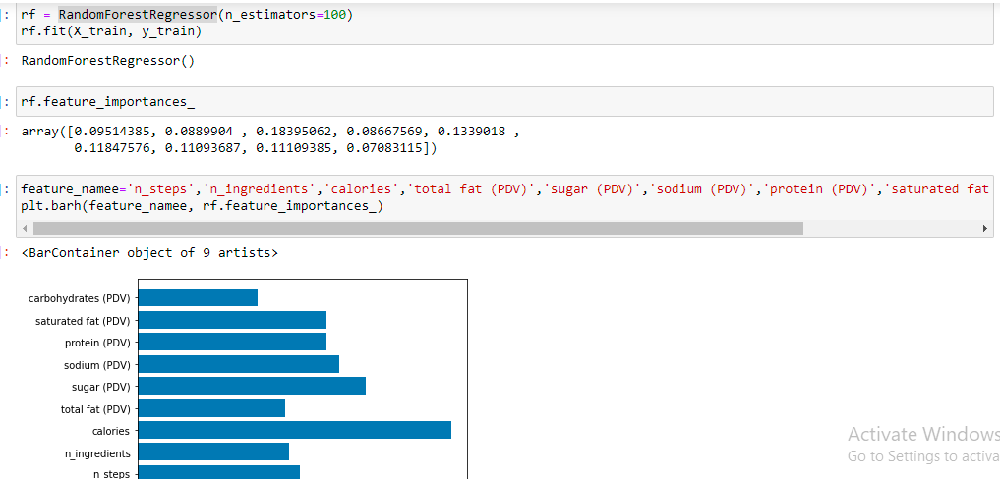 : rf = RandomForestRegressor(n_estimators=100)
rf.fit(X_train, y_train)
: RandomForestRegressor()
: rf.feature_importances_
: array([0.09514385, 0.0889904 , 0.18395062, 0.08667569, 0.1339018 ,
0.11847576, 0.11093687, 0.11109385, 0.07083115])
: feature_namee='n_steps','n_ingredients','calories','total fat (PDV)','sugar (PDV)','sodium (PDV)','protein (PDV)','saturated fat
plt.barh(feature_namee, rf.feature_importances_)
: <BarContainer object of 9 artists>
carbohydrates (PDV)
saturated fat (PDV)
protein (PDV)
sodium (PDV)
sugar (PDV)
total fat (PDV)
calories
n_ingredients
n_steps
Activate Windows
Go to Settings to activa